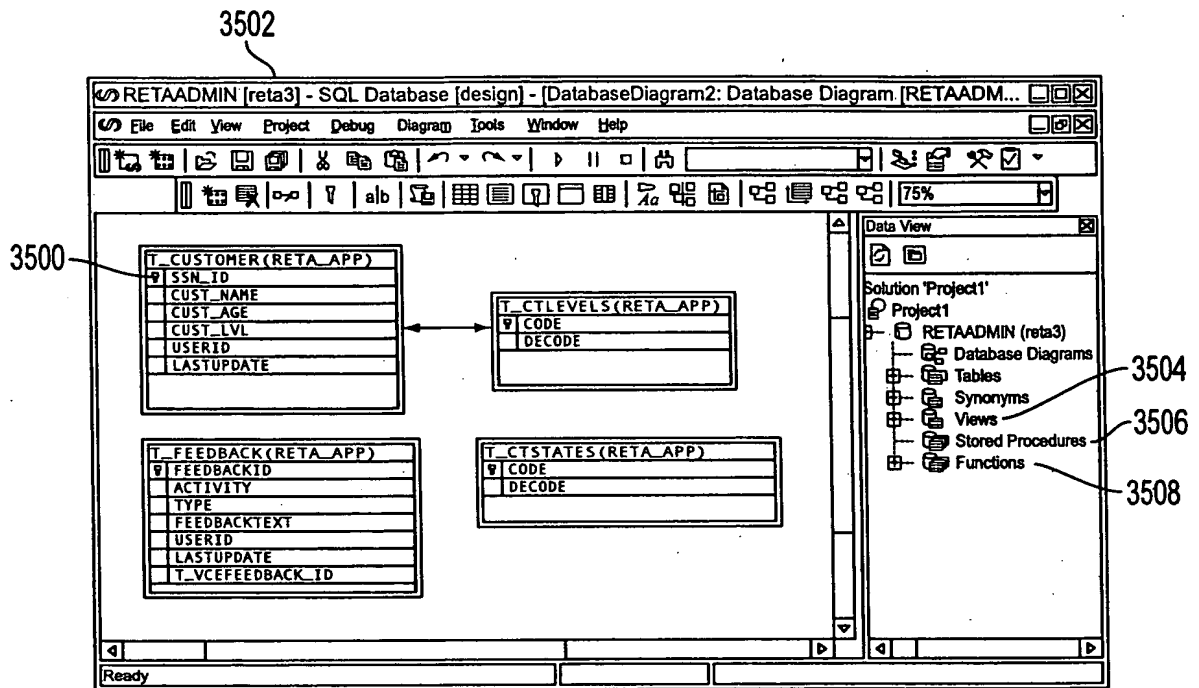 3502
RETAADMIN [reta3] - SQL Database [design] - [DatabaseDiagram2: Database Diagram [RETAADM...
File Edit View Project Debug Diagram Tools Window Help
a|b
75%
3500
T_CUSTOMER(RETA_APP)
SSN_ID
CUST_NAME
CUST_AGE
CUST_LVL
USERID
LASTUPDATE
T_CTLEVELS(RETA_APP)
CODE
DECODE
T_FEEDBACK(RETA_APP)
FEEDBACKID
ACTIVITY
TYPE
FEEDBACKTEXT
USERID
LASTUPDATE
T_VCEFEEDBACK_ID
T_CTSTATES(RETA_APP)
CODE
DECODE
Data View
Solution 'Project1'
Project1
RETAADMIN (reta3)
Database Diagrams
Tables
Synonyms
Views
Stored Procedures
Functions
3504
3506
3508
Ready